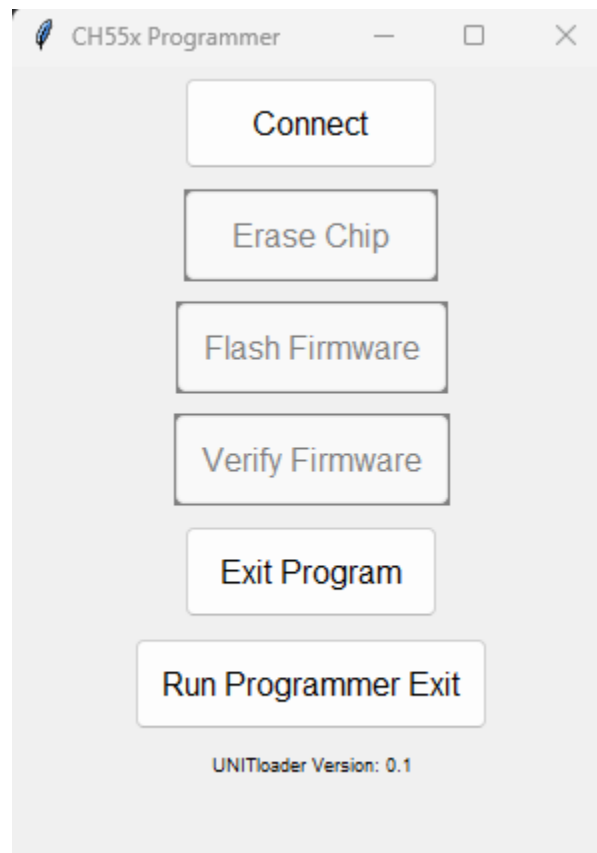 CH55x Programmer
Connect
Erase Chip
Flash Firmware
Verify Firmware
Exit Program
Run Programmer Exit
UNITloader Version: 0.1